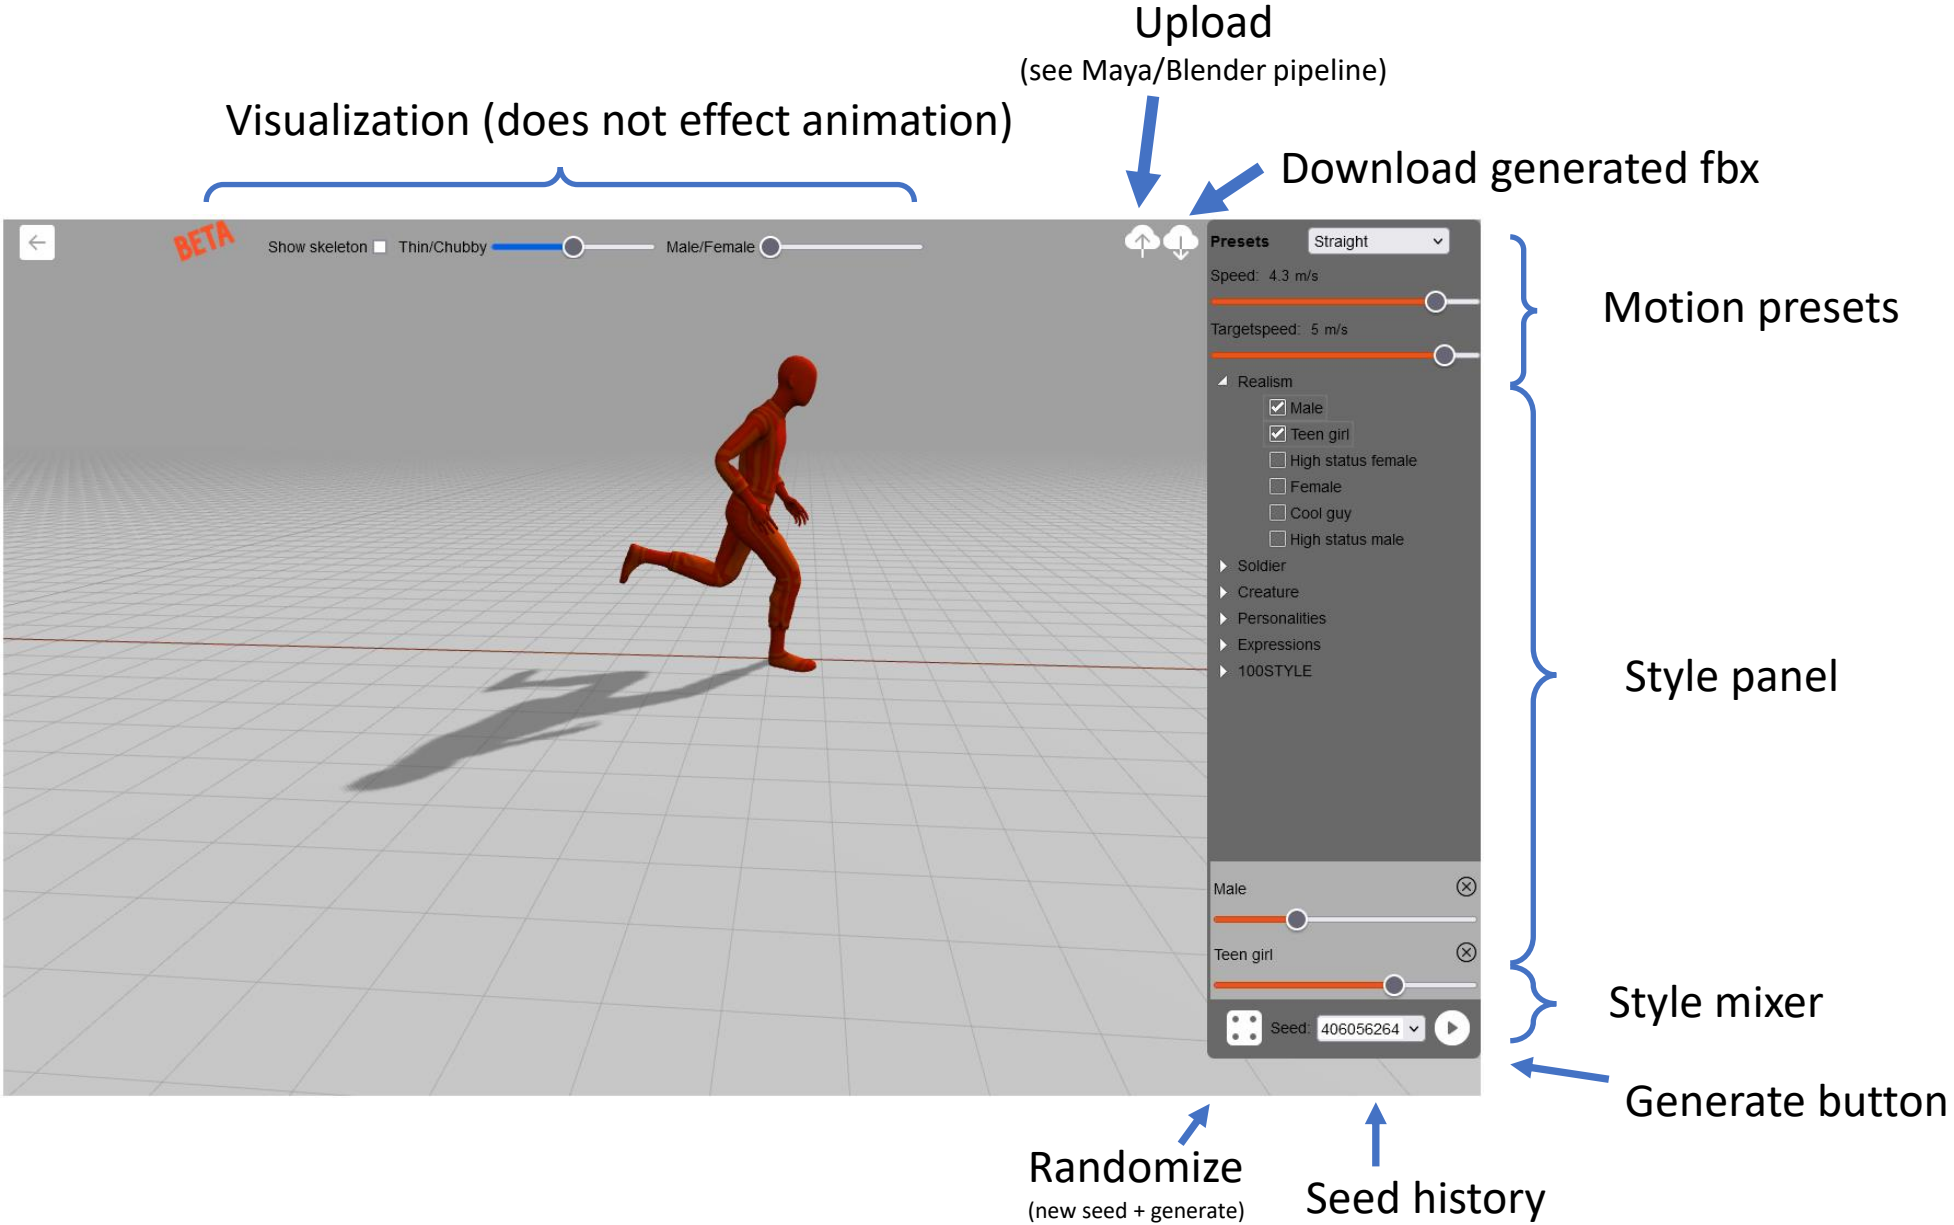 Upload
(see Maya/Blender pipeline)
Visualization (does not effect animation)
Download generated fbx
BETA
Show skeleton
Thin/Chubby
Male/Female
Presets
Straight
Speed: 4.3 m/s
Targetspeed: 5 m/s
Motion presets
Realism
Male
Teen girl
High status female
Female
Cool guy
High status male
Soldier
Creature
Personalities
Expressions
100STYLE
Style panel
Male
Teen girl
Style mixer
Seed: 406056264
Generate button
Randomize
(new seed + generate)
Seed history